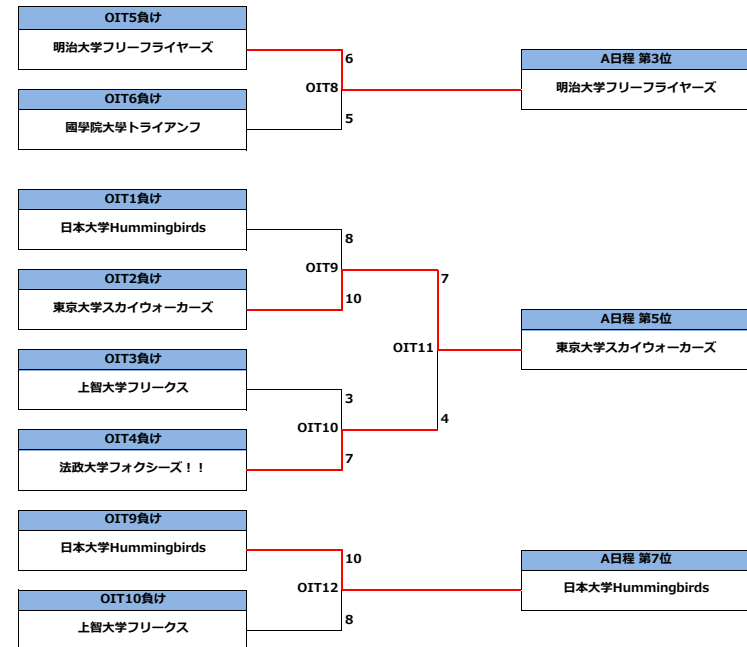 OIT5負け
明治大学フリーフライヤーズ
6
A日程 第3位
OIT8
明治大学フリーフライヤーズ
OIT6負け
5
國學院大學トライアンフ
OIT1負け
日本大学Hummingbirds
8
OIT9
7
OIT2負け
10
東京大学スカイウォーカーズ
A日程 第5位
OIT11
東京大学スカイウォーカーズ
OIT3負け
上智大学フリークス
3
4
OIT10
OIT4負け
7
法政大学フォクシーズ！！
OIT9負け
日本大学Hummingbirds
10
A日程 第7位
OIT12
日本大学Hummingbirds
OIT10負け
8
上智大学フリークス